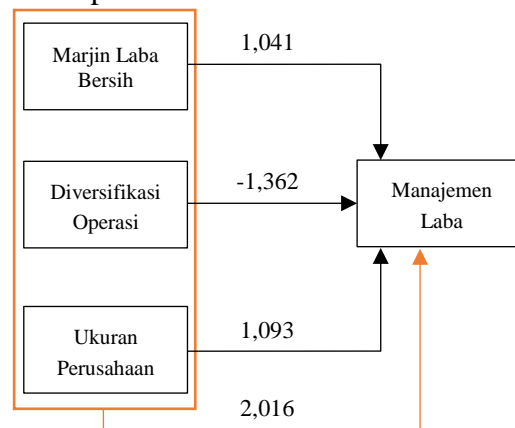 Marjin Laba
Bersih
1,041
Diversifikasi
Operasi
-1,362
Manajemen
Laba
Ukuran
Perusahaan
1,093
2,016